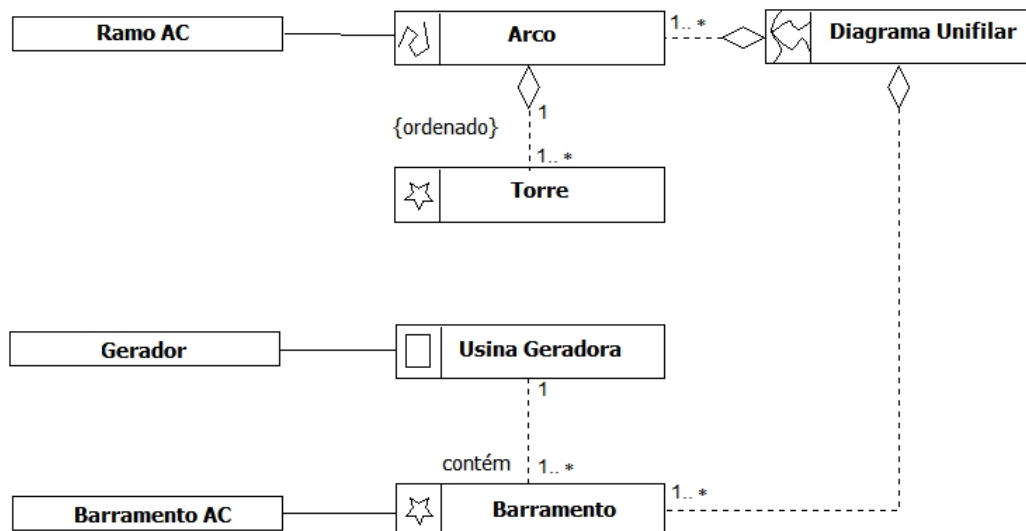 Ramo AC
Arco
1.. *
Diagrama Unifilar
1
{ordenado}
1.. *
Torre
Gerador
Usina Geradora
1
contém
1.. *
1.. *
Barramento AC
Barramento